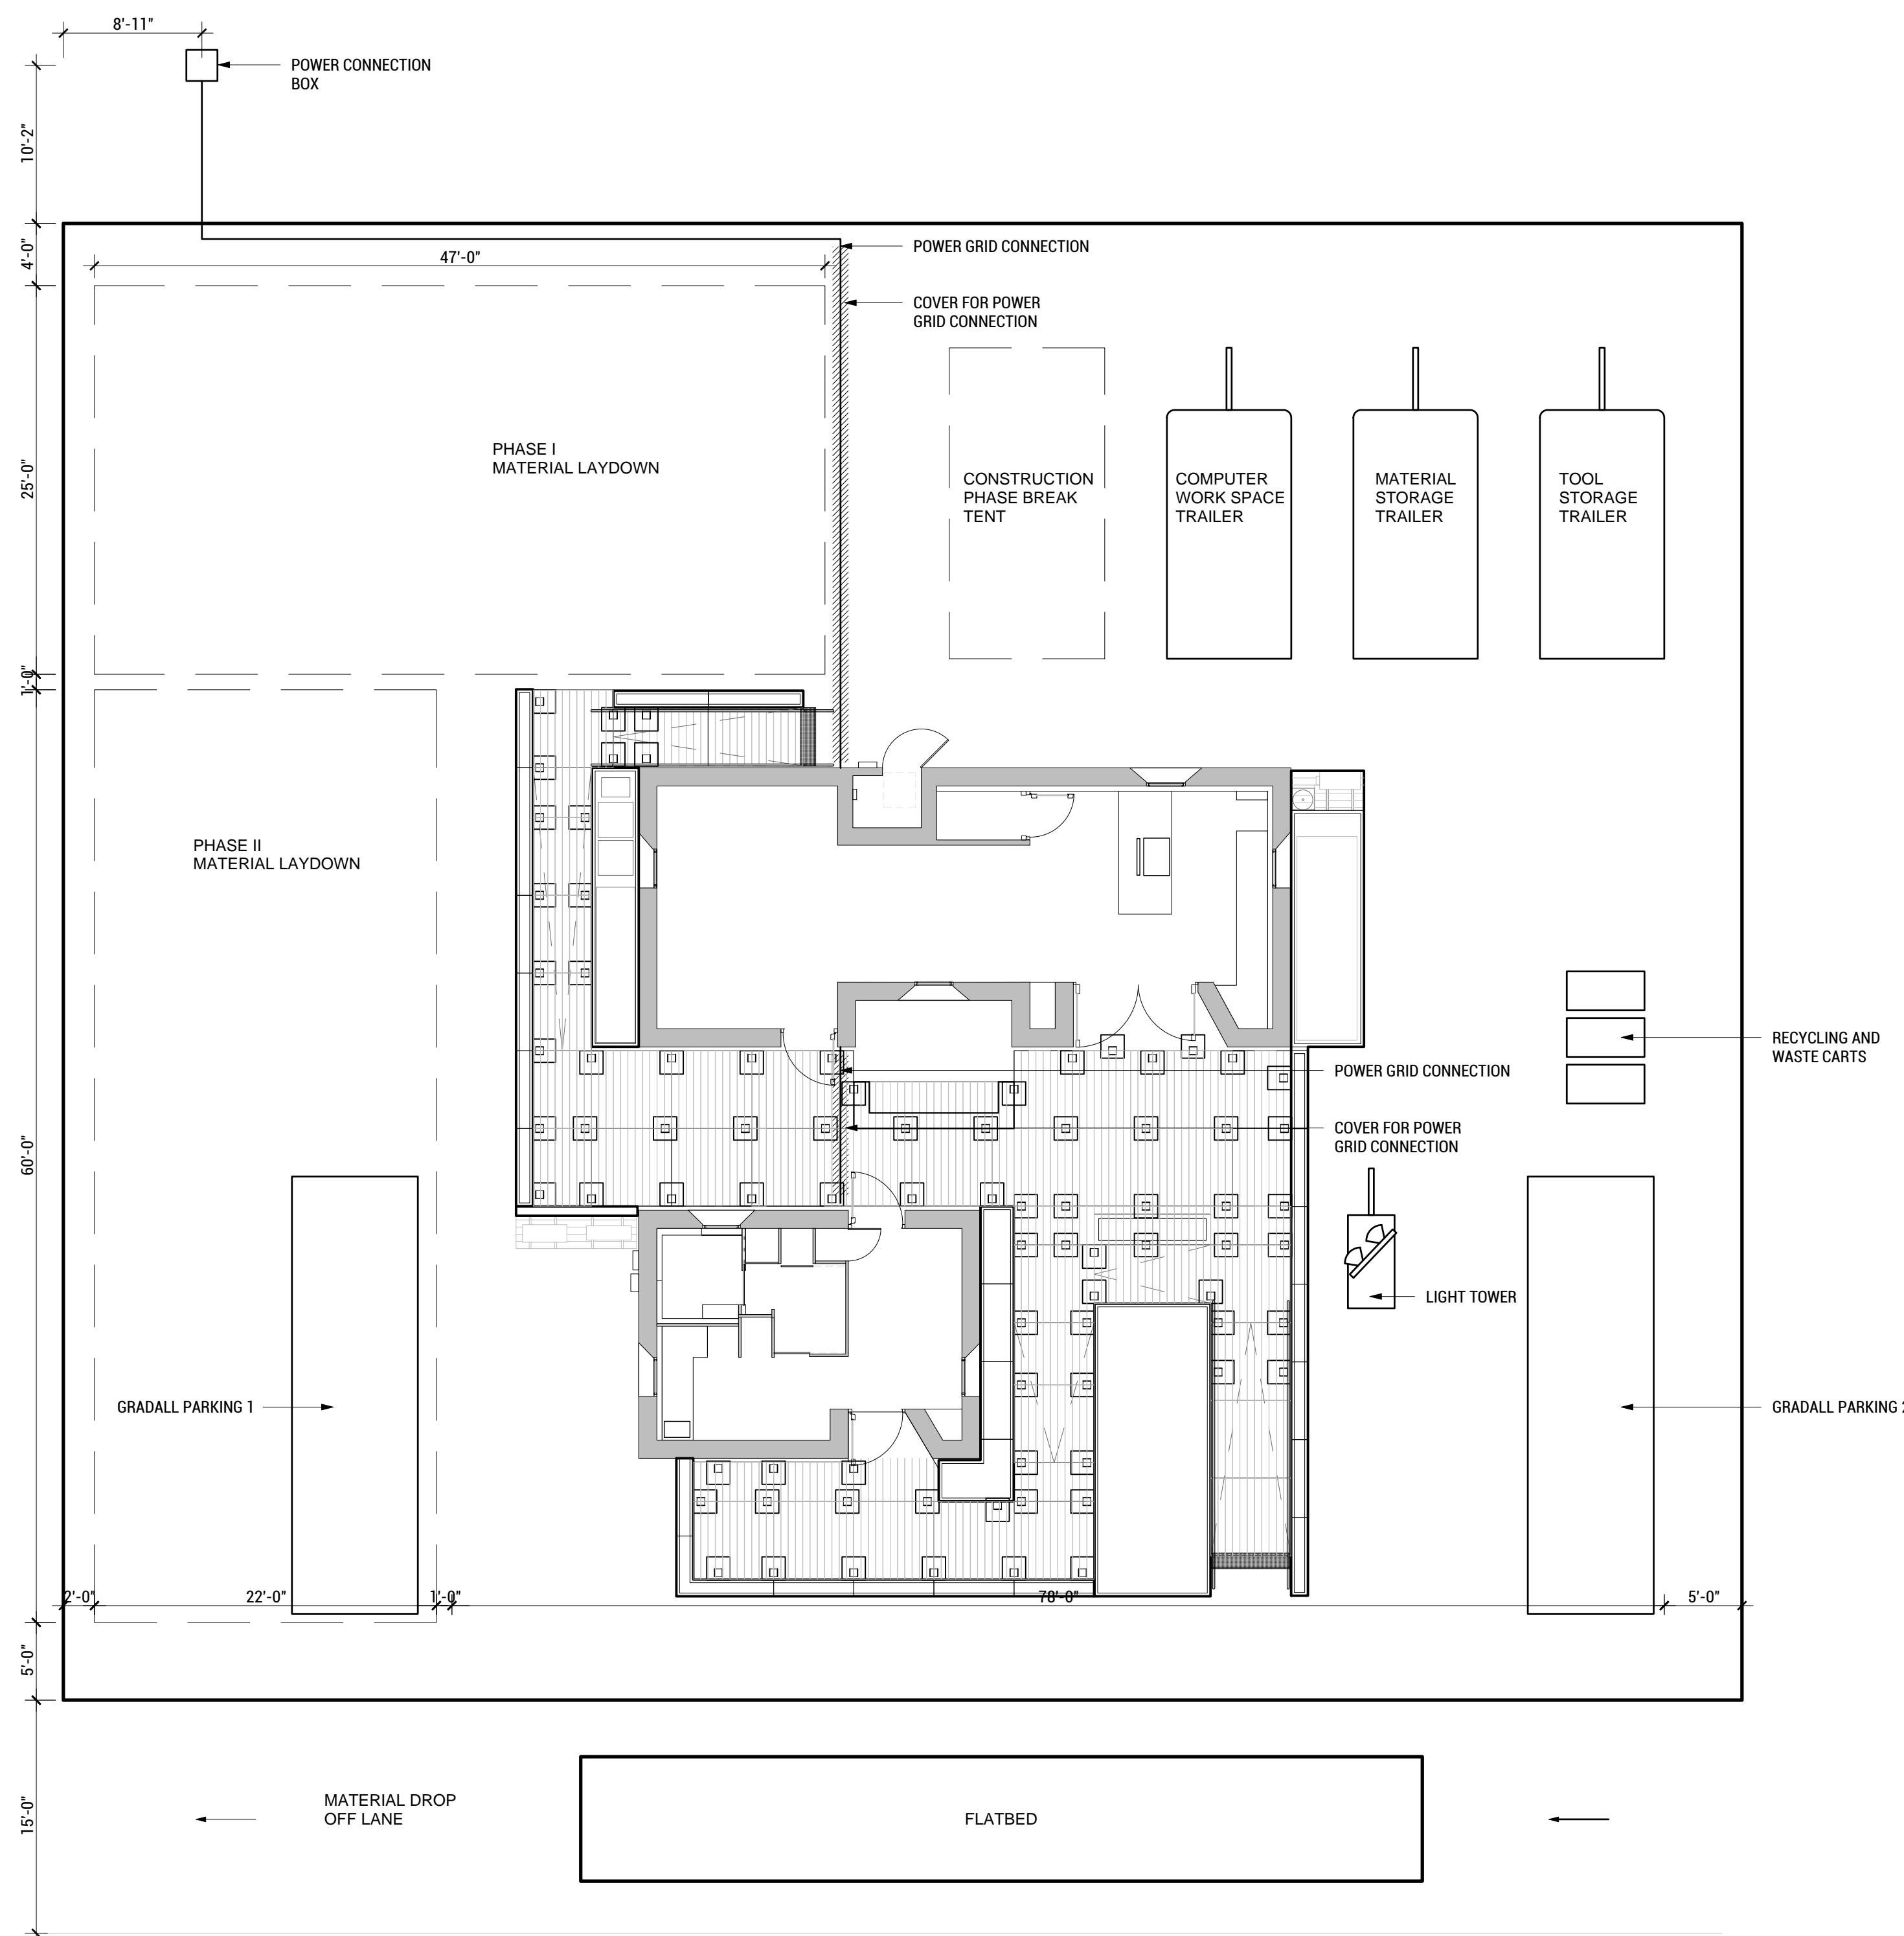 8'-11"
POWER CONNECTION
BOX
10'-2"
4'-0"
47'-0"
POWER GRID CONNECTION
COVER FOR POWER
GRID CONNECTION
25'-0"
PHASE I
MATERIAL LAYDOWN
CONSTRUCTION
PHASE BREAK
TENT
COMPUTER
WORK SPACE
TRAILER
MATERIAL
STORAGE
TRAILER
TOOL
STORAGE
TRAILER
1'-0"
PHASE II
MATERIAL LAYDOWN
RECYCLING AND
WASTE CARTS
POWER GRID CONNECTION
COVER FOR POWER
GRID CONNECTION
60'-0"
LIGHT TOWER
GRADALL PARKING 1
GRADALL PARKING 2
2'-0"
22'-0"
1'-0"
78'-0"
5'-0"
5'-0"
MATERIAL DROP
OFF LANE
FLATBED
15'-0"